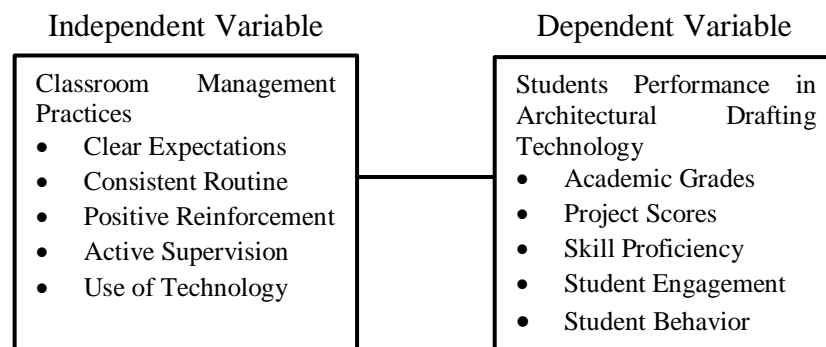 Independent Variable
Classroom Management
Practices
• Clear Expectations
• Consistent Routine
• Positive Reinforcement
• Active Supervision
• Use of Technology
Dependent Variable
Students Performance in
Architectural Drafting
Technology
• Academic Grades
• Project Scores
• Skill Proficiency
• Student Engagement
• Student Behavior